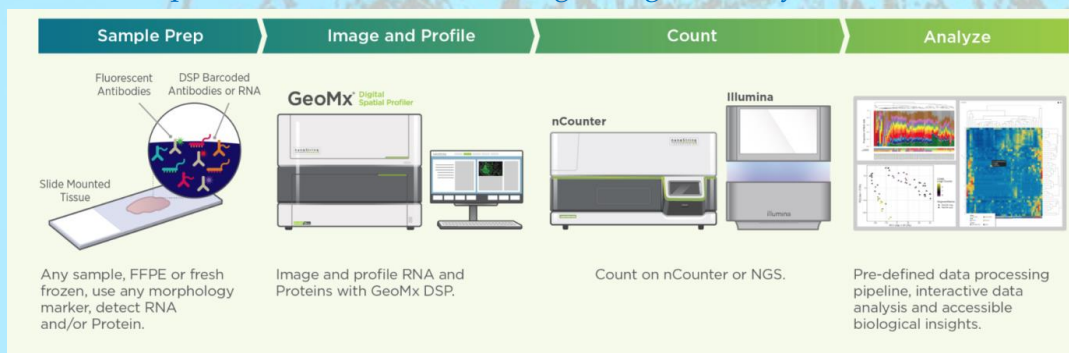 Sample Prep
Image and Profile
Count
Analyze
Fluorescent
Antibodies
DSP Barcoded
Antibodies or RNA
Slide Mounted
Tissue
GeoMx® Digital
Spatial Profiler
nanoString
nCounter
Illumina
illumina
Any sample, FFPE or fresh
frozen, use any morphology
marker, detect RNA
and/or Protein.
Image and profile RNA and
Proteins with GeoMx DSP.
Count on nCounter or NGS.
Pre-defined data processing
pipeline, interactive data
analysis and accessible
biological insights.